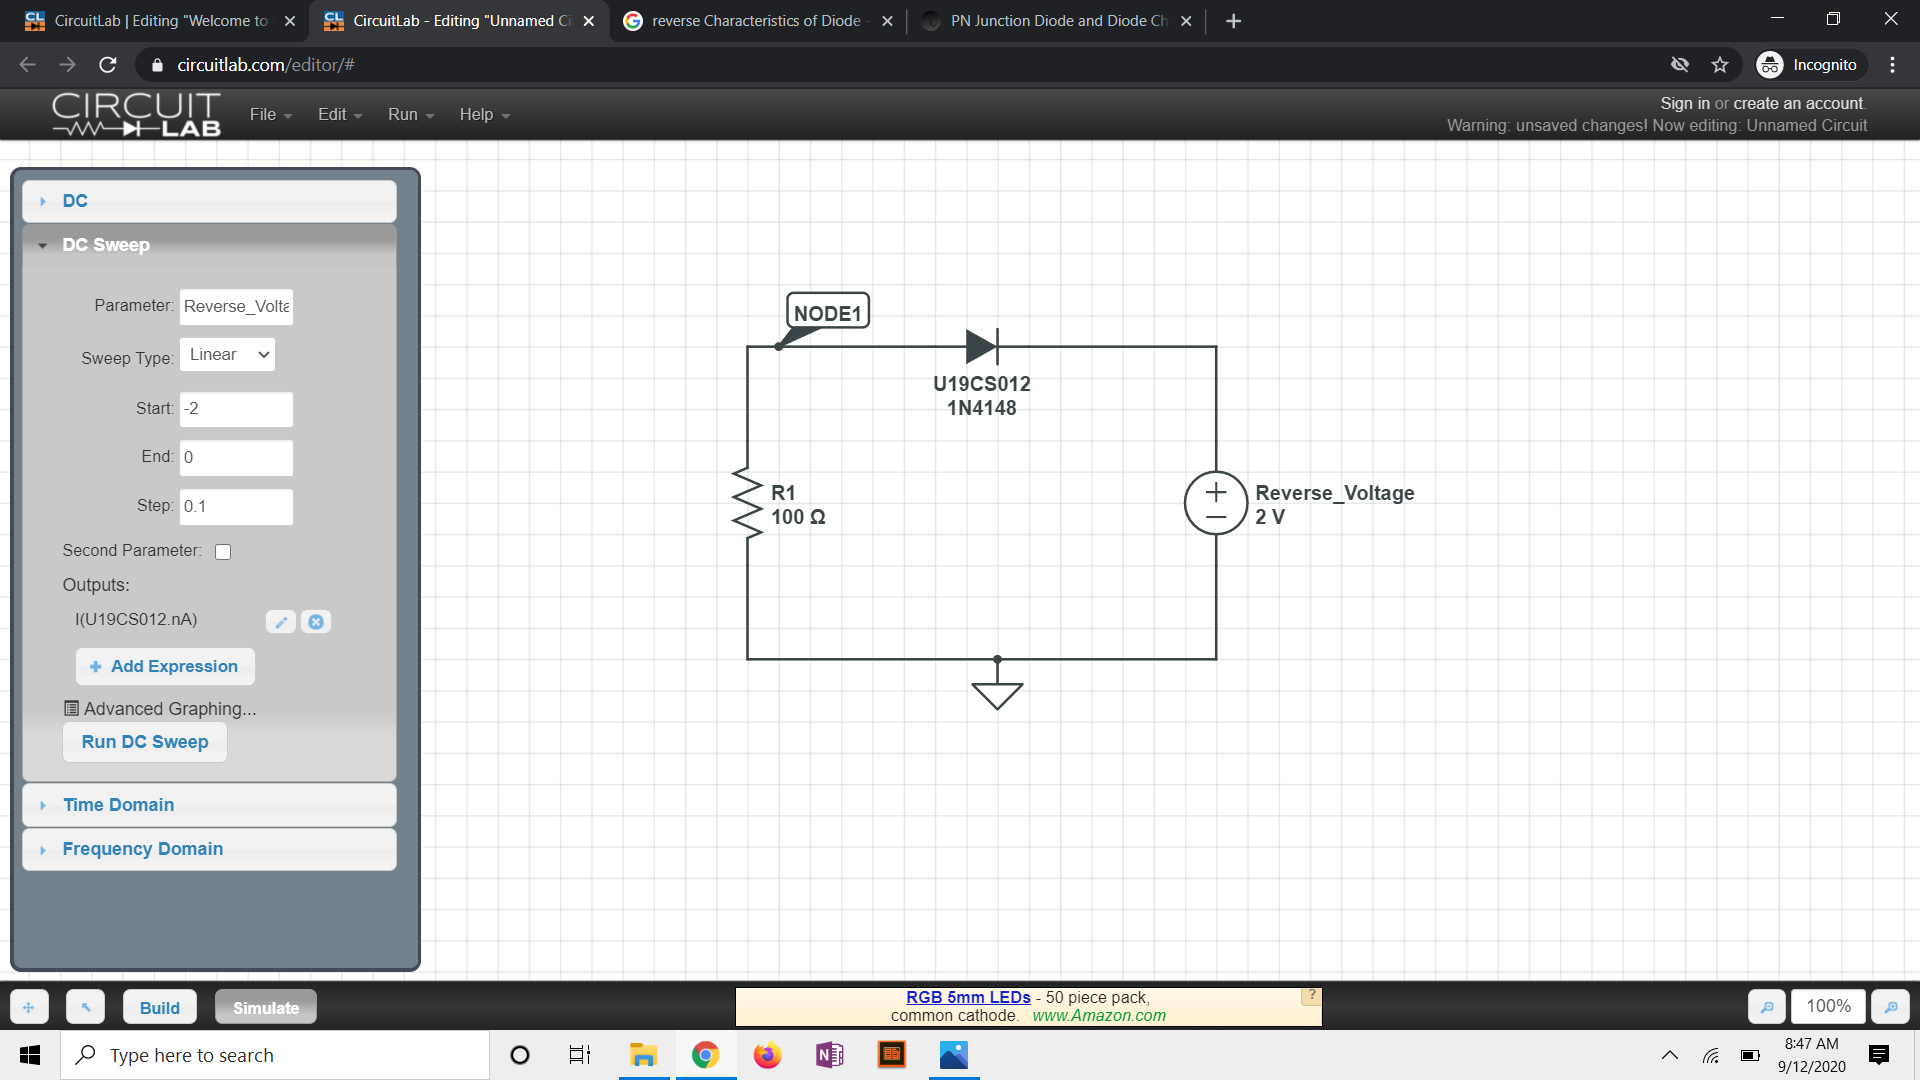 CircuitLab | Editing "Welcome to
CircuitLab - Editing "Unnamed Ci
reverse Characteristics of Diode -
PN Junction Diode and Diode Ch
circuitlab.com/editor/#
Incognito
CIRCUIT
LAB
File
Edit
Run
Help
Sign in or create an account.
Warning: unsaved changes! Now editing: Unnamed Circuit
DC
DC Sweep
Parameter: Reverse_Volta
Sweep Type: Linear
Start: -2
End: 0
Step: 0.1
Second Parameter:
Outputs:
I(U19CS012.nA)
+ Add Expression
Advanced Graphing...
Run DC Sweep
Time Domain
Frequency Domain
NODE1
U19CS012
1N4148
R1
100 Ω
Reverse_Voltage
2 V
Build
Simulate
RGB 5mm LEDs - 50 piece pack,
common cathode. www.Amazon.com
?
100%
Type here to search
8:47 AM
9/12/2020